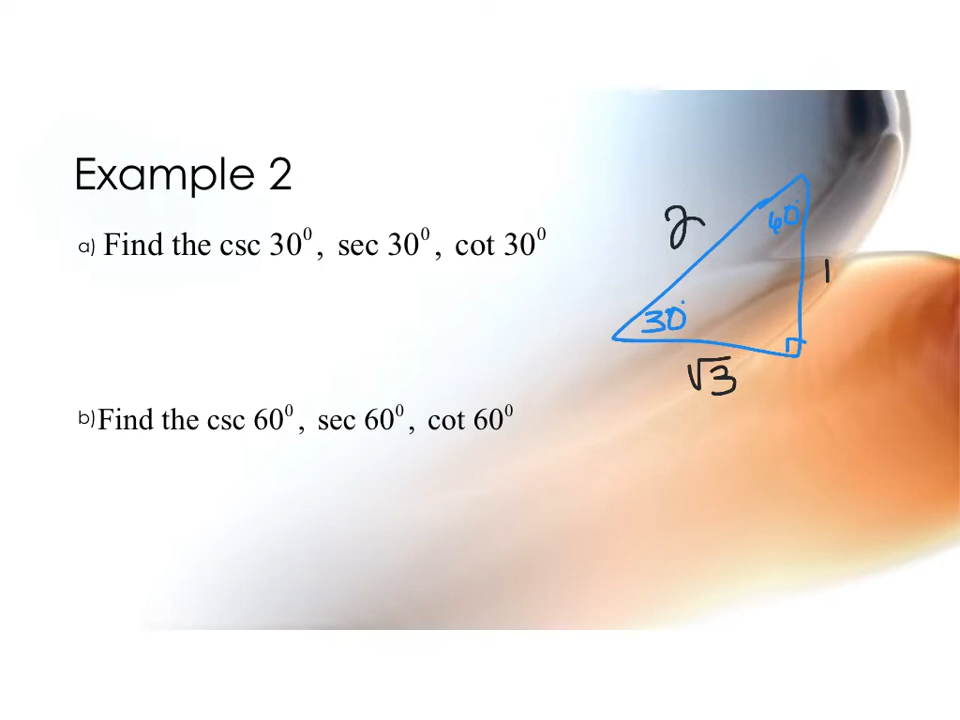 Example 2
a) Find the csc 30⁰, sec 30⁰, cot 30⁰
2
60°
1
30°
√3
b) Find the csc 60⁰, sec 60⁰, cot 60⁰